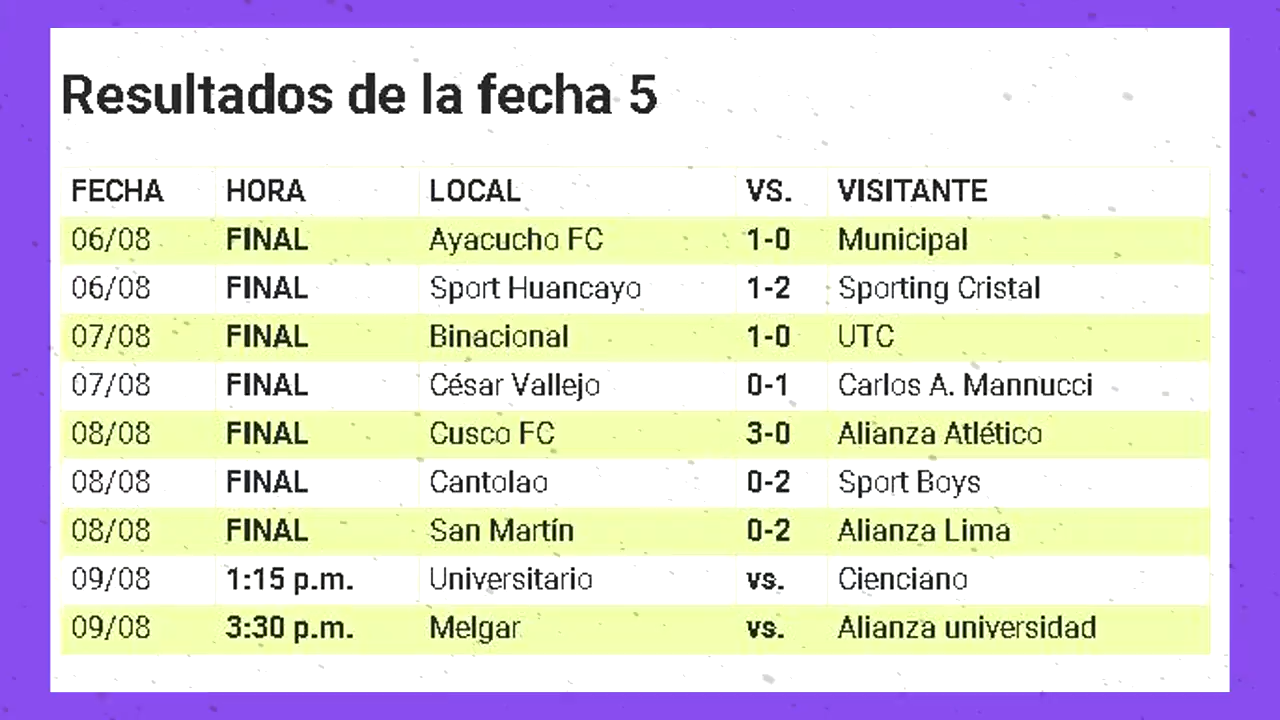 Resultados de la fecha 5
FECHA HORA LOCAL VS. VISITANTE
06/08 FINAL Ayacucho FC 1-0 Municipal
06/08 FINAL Sport Huancayo 1-2 Sporting Cristal
07/08 FINAL Binacional 1-0 UTC
07/08 FINAL César Vallejo 0-1 Carlos A. Mannucci
08/08 FINAL Cusco FC 3-0 Alianza Atlético
08/08 FINAL Cantolao 0-2 Sport Boys
08/08 FINAL San Martín 0-2 Alianza Lima
09/08 1:15 p.m. Universitario vs. Cienciano
09/08 3:30 p.m. Melgar vs. Alianza universidad